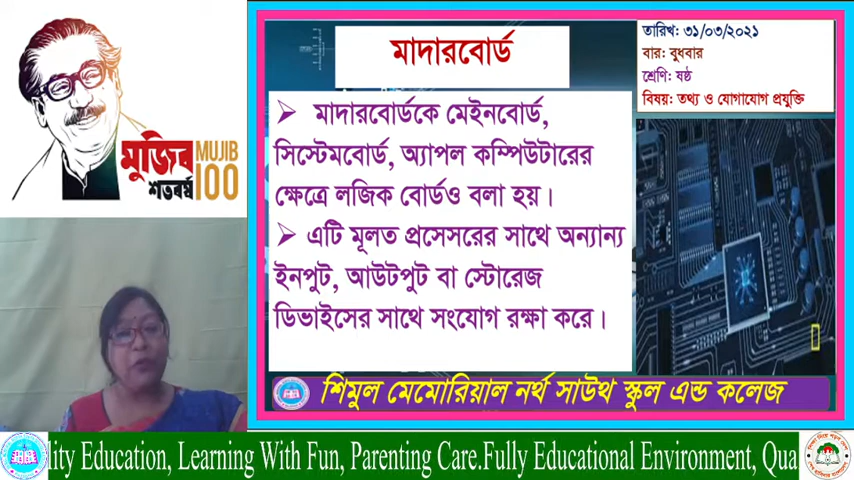 মুজিব
শতবর্ষ
MUJIB
100
মাদারবোর্ড
তারিখ: ৩১/০৩/২০২১
বার: বুধবার
শ্রেণি: ষষ্ঠ
বিষয়: তথ্য ও যোগাযোগ প্রযুক্তি
➢ মাদারবোর্ডকে মেইনবোর্ড,
সিস্টেমবোর্ড, অ্যাপল কম্পিউটারের
ক্ষেত্রে লজিক বোর্ডও বলা হয়।
➢ এটি মূলত প্রসেসরের সাথে অন্যান্য
ইনপুট, আউটপুট বা স্টোরেজ
ডিভাইসের সাথে সংযোগ রক্ষা করে।
শিমুল মেমোরিয়াল নর্থ সাউথ স্কুল এন্ড কলেজ
lity Education, Learning With Fun, Parenting Care.Fully Educational Environment, Qua